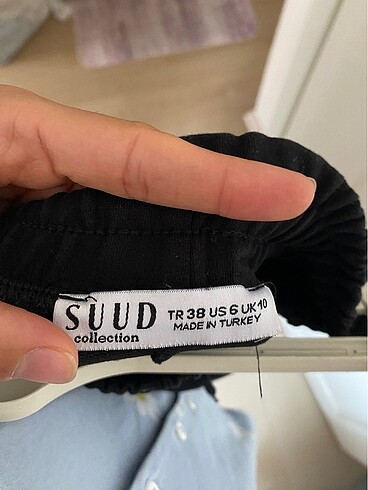 SUUD
collection
TR 38 US 6 UK 10
MADE IN TURKEY